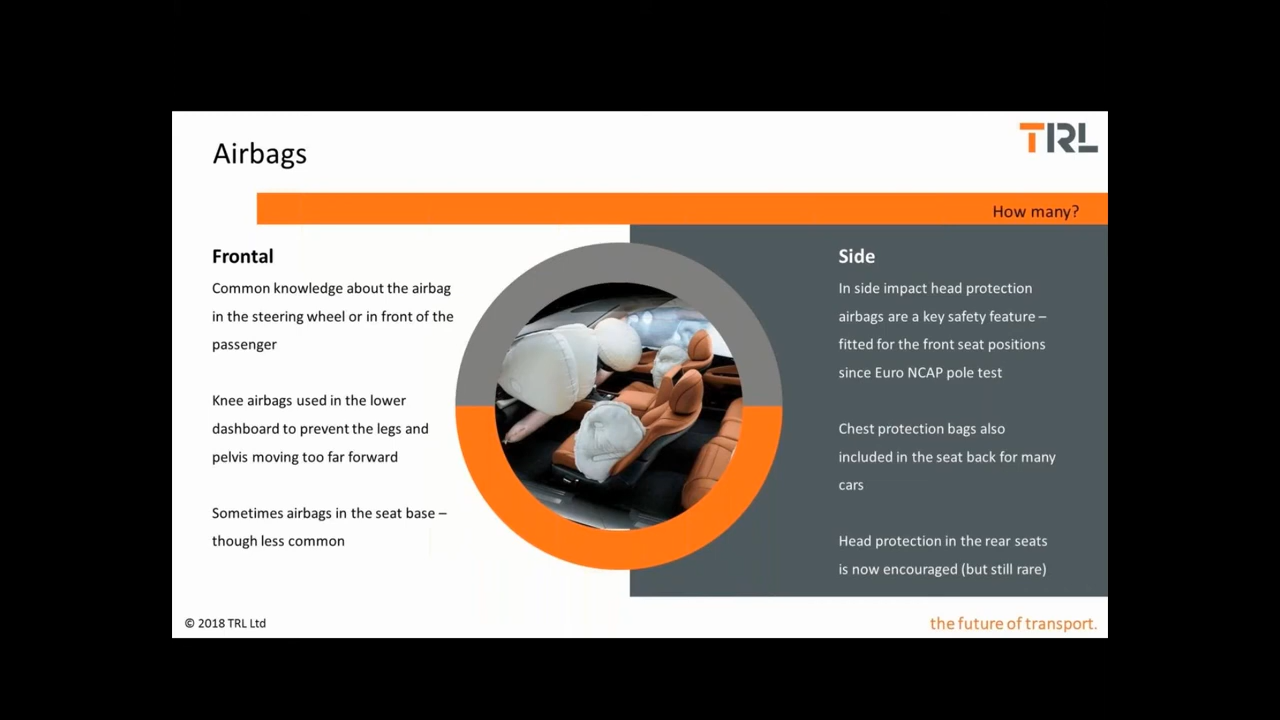 Airbags
TRL
How many?
Frontal
Common knowledge about the airbag
in the steering wheel or in front of the
passenger
Knee airbags used in the lower
dashboard to prevent the legs and
pelvis moving too far forward
Sometimes airbags in the seat base –
though less common
Side
In side impact head protection
airbags are a key safety feature –
fitted for the front seat positions
since Euro NCAP pole test
Chest protection bags also
included in the seat back for many
cars
Head protection in the rear seats
is now encouraged (but still rare)
© 2018 TRL Ltd
the future of transport.